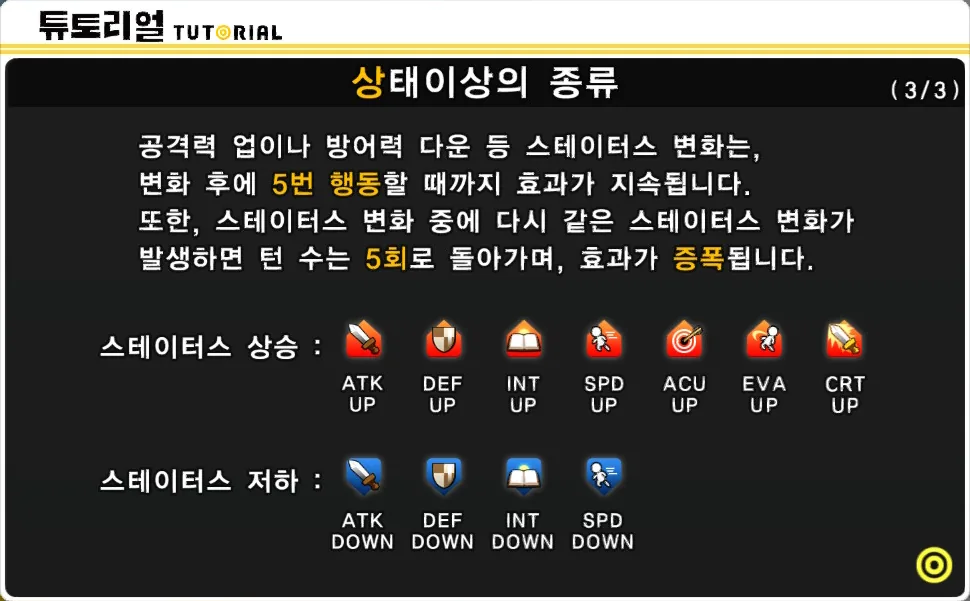 튜토리얼 TUTORIAL
상태이상의 종류
(3/3)
공격력 업이나 방어력 다운 등 스테이터스 변화는,
변화 후에 5번 행동할 때까지 효과가 지속됩니다.
또한, 스테이터스 변화 중에 다시 같은 스테이터스 변화가
발생하면 턴 수는 5회로 돌아가며, 효과가 증폭됩니다.
스테이터스 상승 :
ATK UP
DEF UP
INT UP
SPD UP
ACU UP
EVA UP
CRT UP
스테이터스 저하 :
ATK DOWN
DEF DOWN
INT DOWN
SPD DOWN